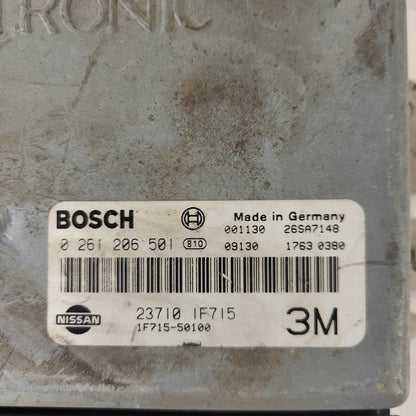 TRONIC
BOSCH Made in Germany
001130 26SA7148
0 261 206 501 810 09130 1763 0380
NISSAN 23710 1F715 3M
1F715-50100